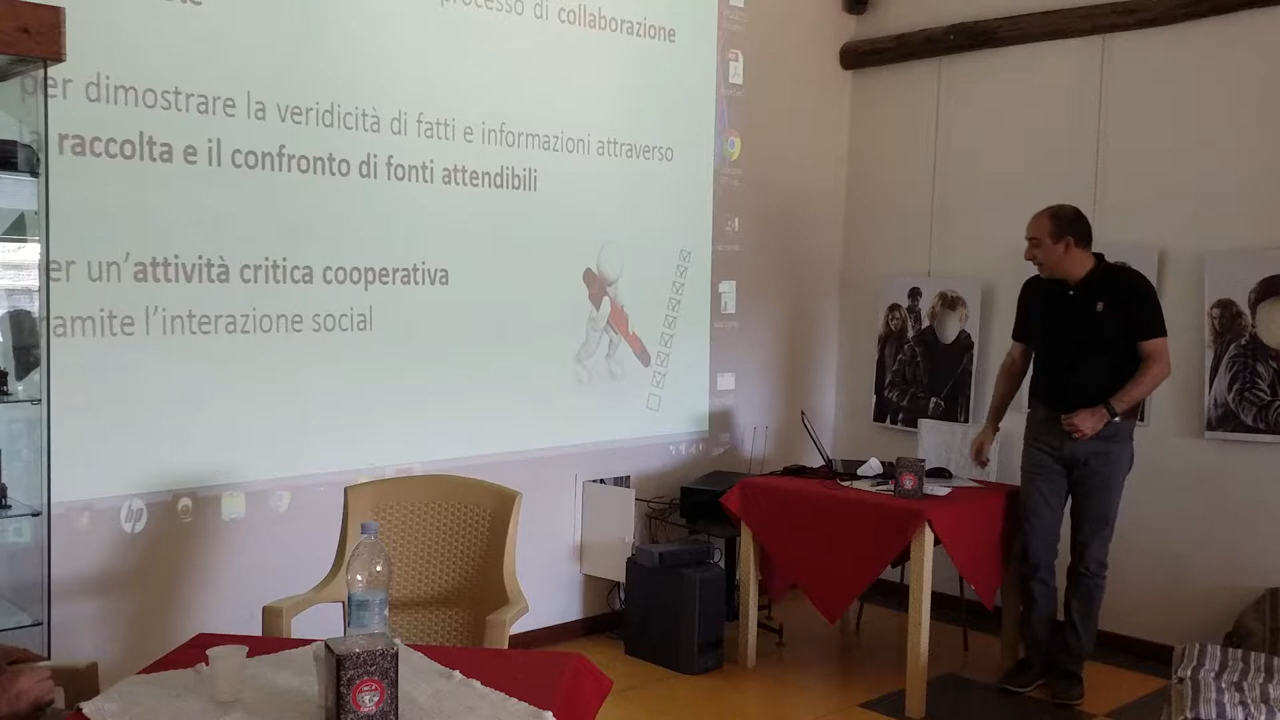 processo di collaborazione
per dimostrare la veridicità di fatti e informazioni attraverso
raccolta e il confronto di fonti attendibili
er un'attività critica cooperativa
ramite l'interazione social
hp